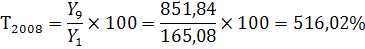 T₂₀₀₈ = Y₉/Y₁ × 100 = 851,84/165,08 × 100 = 516,02%